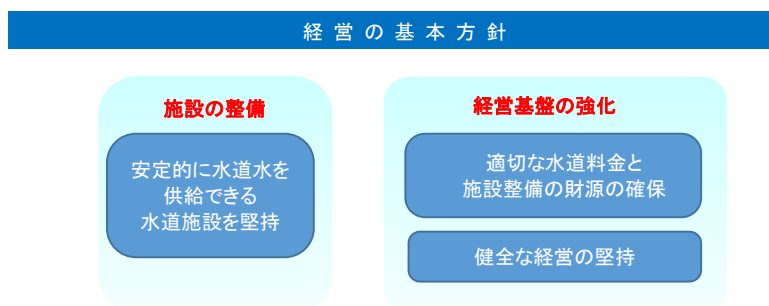 経営の基本方針
施設の整備
安定的に水道水を
供給できる
水道施設を堅持
経営基盤の強化
適切な水道料金と
施設整備の財源の確保
健全な経営の堅持